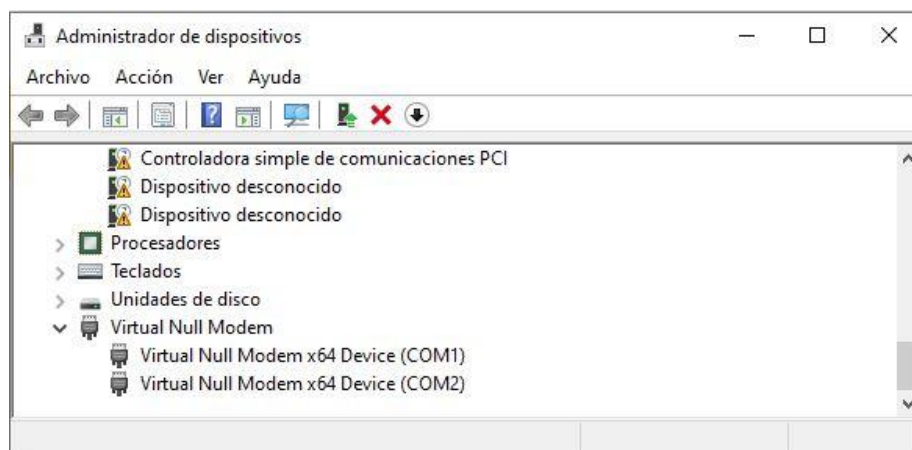 Administrador de dispositivos
Archivo Acción Ver Ayuda
Controladora simple de comunicaciones PCI
Dispositivo desconocido
Dispositivo desconocido
Procesadores
Teclados
Unidades de disco
Virtual Null Modem
Virtual Null Modem x64 Device (COM1)
Virtual Null Modem x64 Device (COM2)